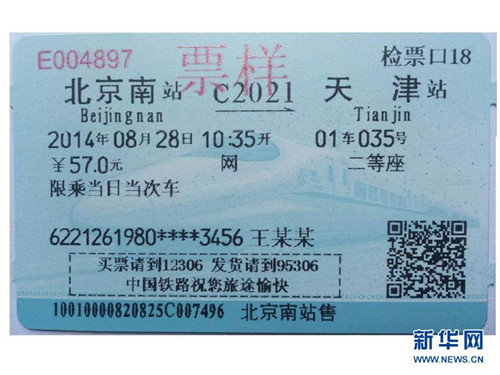 E004897 票样 检票口18
北京南站 C2021 天津站
Beijingnan Tianjin
2014年08月28日 10:35开 01车035号
￥57.0元 网 二等座
限乘当日当次车
6221261980****3456 王某某
买票请到12306 发货请到95306
中国铁路祝您旅途愉快
10010000820825C007496 北京南站售
新华网
WWW.NEWS.CN